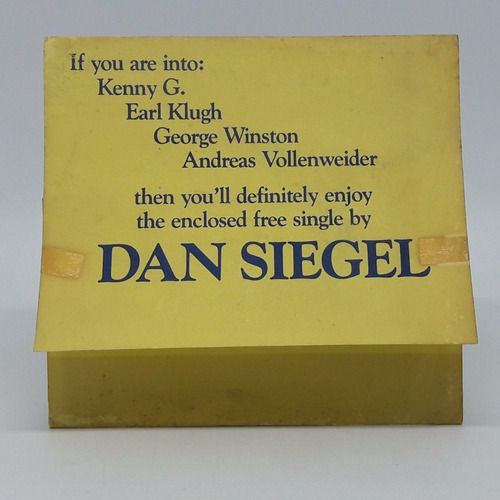 If you are into:
Kenny G.
Earl Klugh
George Winston
Andreas Vollenweider
then you'll definitely enjoy
the enclosed free single by
DAN SIEGEL